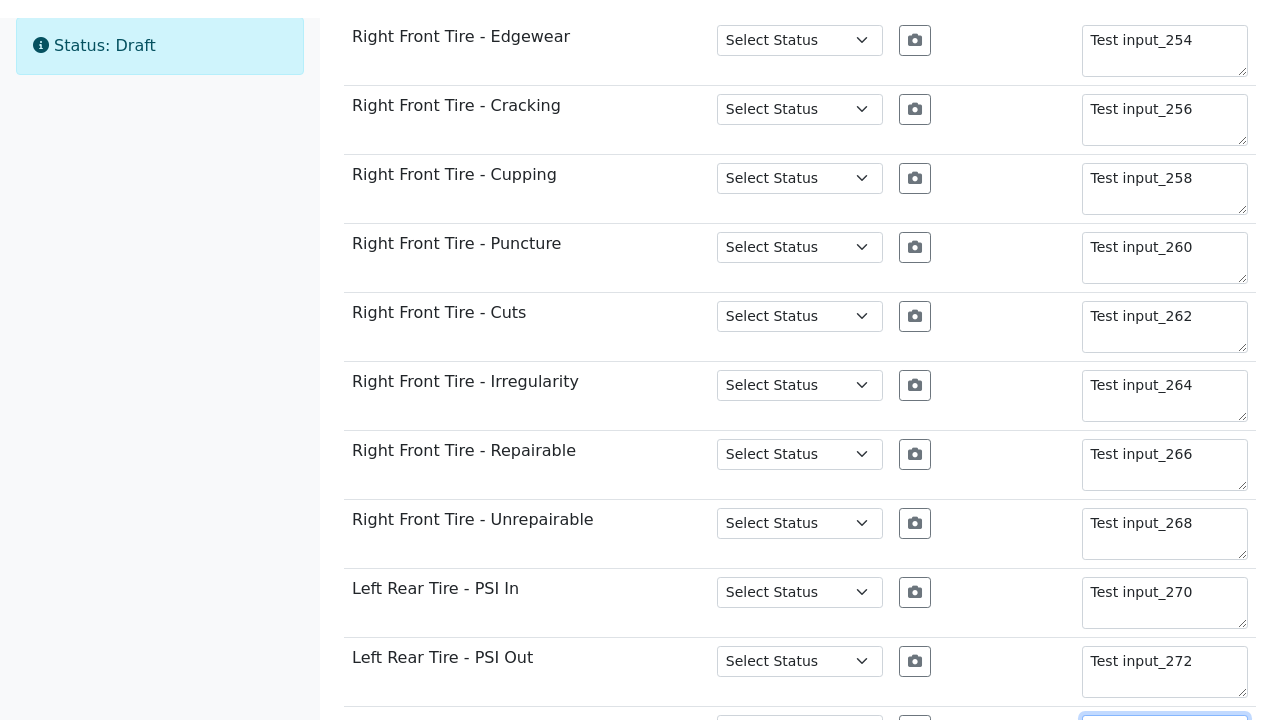 Status: Draft
Right Front Tire - Edgewear Select Status Test input_254
Right Front Tire - Cracking Select Status Test input_256
Right Front Tire - Cupping Select Status Test input_258
Right Front Tire - Puncture Select Status Test input_260
Right Front Tire - Cuts Select Status Test input_262
Right Front Tire - Irregularity Select Status Test input_264
Right Front Tire - Repairable Select Status Test input_266
Right Front Tire - Unrepairable Select Status Test input_268
Left Rear Tire - PSI In Select Status Test input_270
Left Rear Tire - PSI Out Select Status Test input_272